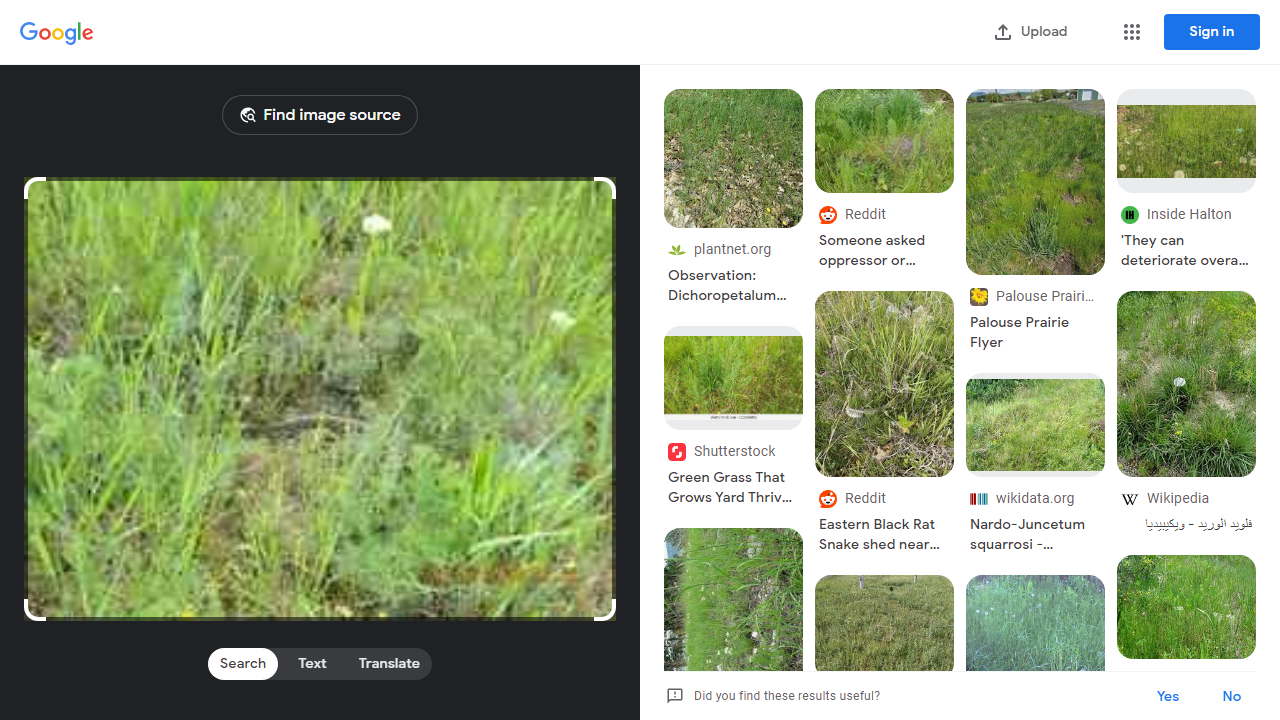 Google
Upload
Sign in
Find image source
Search
Text
Translate
plantnet.org
Observation:
Dichoropetalum...
Shutterstock
Green Grass That
Grows Yard Thriv...
Reddit
Someone asked
oppressor or...
Reddit
Eastern Black Rat
Snake shed near...
Palouse Prairi...
Palouse Prairie
Flyer
wikidata.org
Nardo-Juncetum
squarrosi -...
Inside Halton
'They can
deteriorate overa...
Wikipedia
فلويد الوريد - ويكيبيديا
Did you find these results useful?
Yes
No